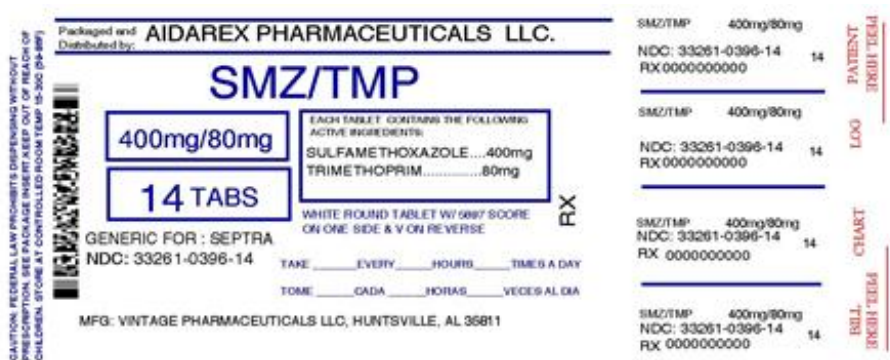 CAUTION: FEDERAL LAW PROHIBITS DISPENSING WITHOUT
PRESCRIPTION. SEE PACKAGE INSERT. KEEP OUT OF REACH OF
CHILDREN. STORE AT CONTROLLED ROOM TEMP 15-30C (59-86F)
Packaged and
Distributed by:
AIDAREX PHARMACEUTICALS LLC.
SMZ/TMP
400mg/80mg
14 TABS
EACH TABLET CONTAINS THE FOLLOWING
ACTIVE INGREDIENTS:
SULFAMETHOXAZOLE....400mg
TRIMETHOPRIM.............80mg
WHITE ROUND TABLET W/ 5697 SCORE
ON ONE SIDE & V ON REVERSE
RX
GENERIC FOR : SEPTRA
NDC: 33261-0396-14
TAKE ______EVERY______HOURS______TIMES A DAY
TOME ______CADA______HORAS______VECES AL DIA
MFG: VINTAGE PHARMACEUTICALS LLC, HUNTSVILLE, AL 35811
SMZ/TMP 400mg/80mg
NDC: 33261-0396-14 14
RX 0000000000
PATIENT
PEEL HERE
SMZ/TMP 400mg/80mg
NDC: 33261-0396-14 14
RX 0000000000
LOG
SMZ/TMP 400mg/80mg
NDC: 33261-0396-14 14
RX 0000000000
CHART
SMZ/TMP 400mg/80mg
NDC: 33261-0396-14 14
RX 0000000000
BILL
PEEL HERE